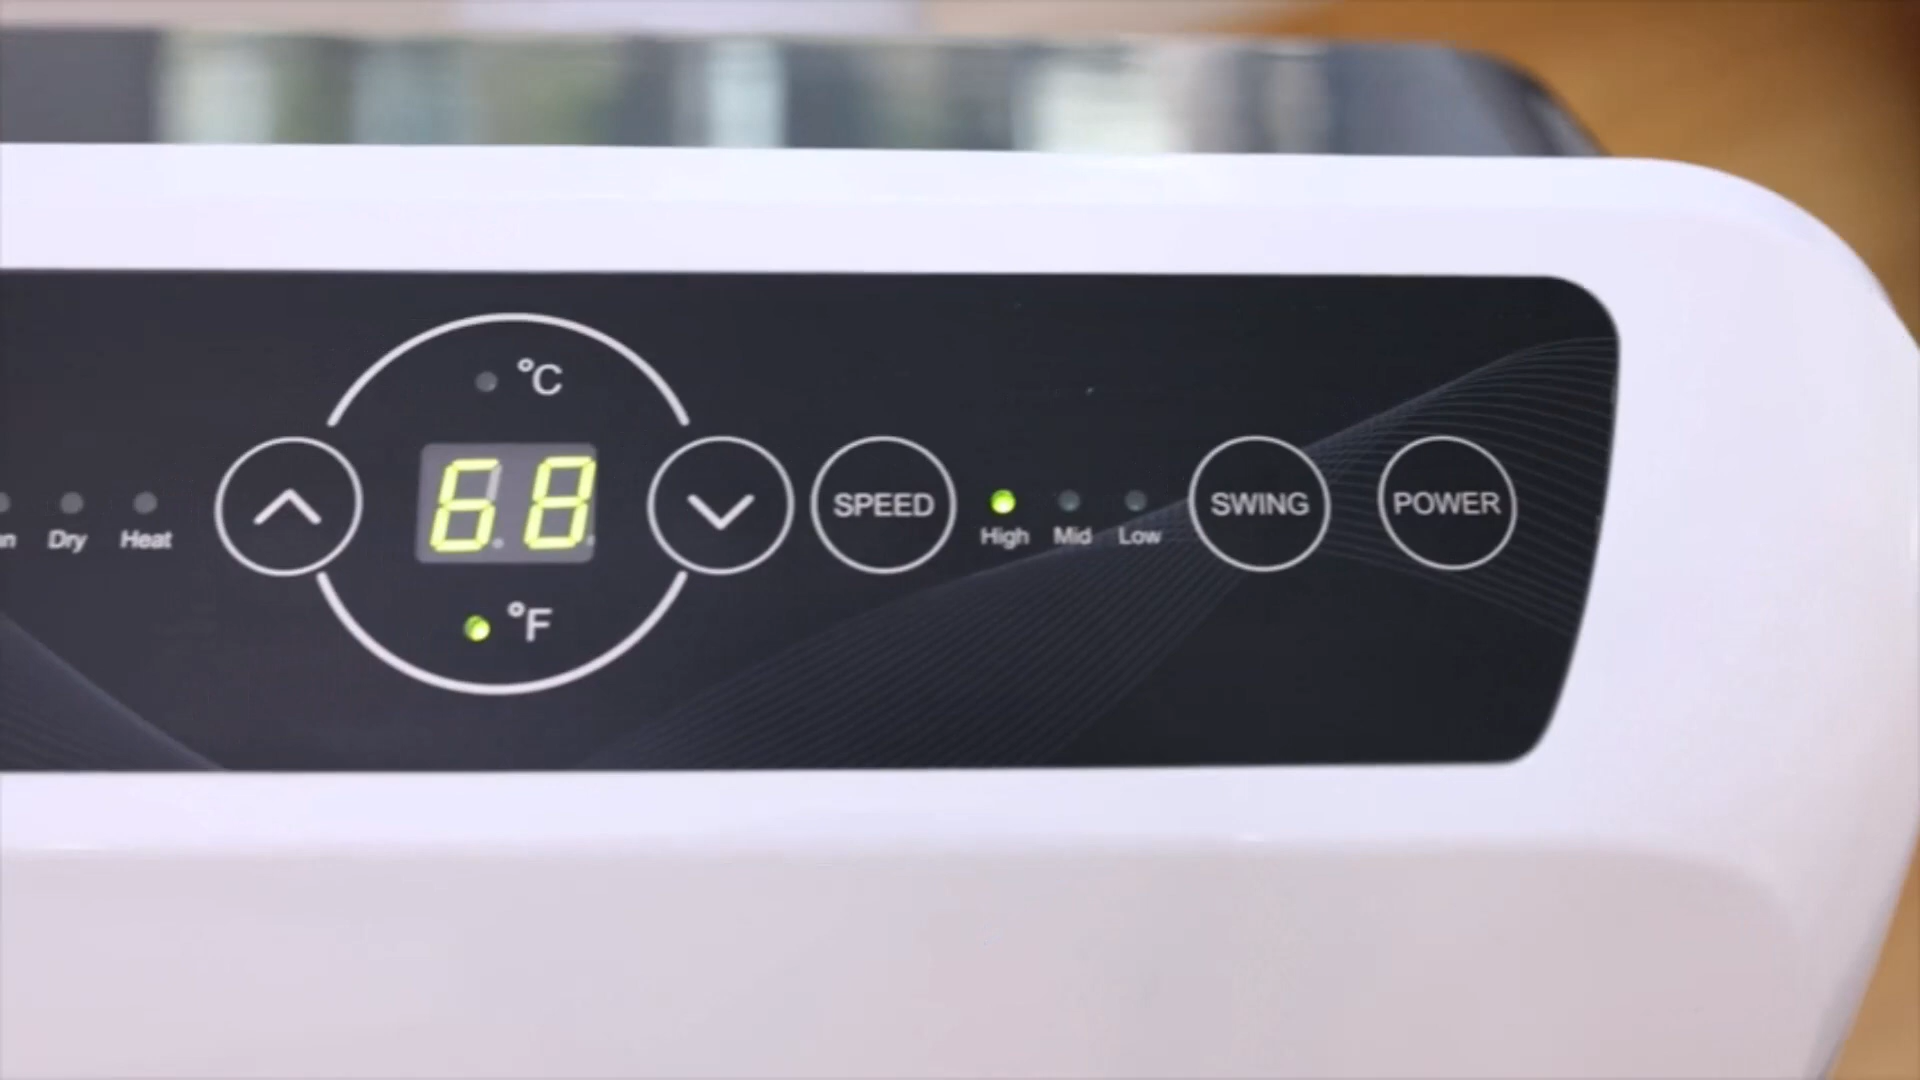 °C
68
°F
n Dry Heat
SPEED
High Mid Low
SWING
POWER